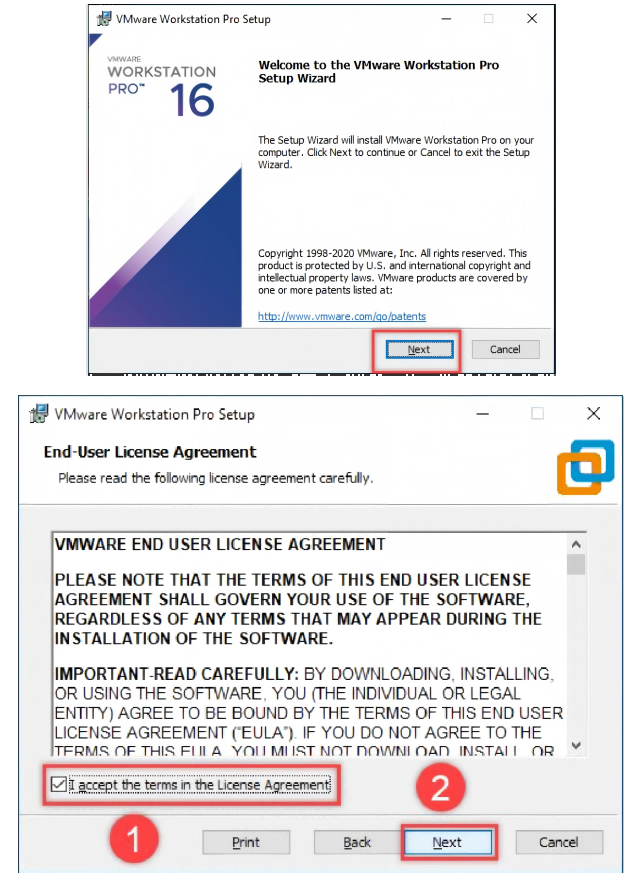 VMware Workstation Pro Setup
VMWARE
WORKSTATION
PRO™
16
Welcome to the VMware Workstation Pro
Setup Wizard
The Setup Wizard will install VMware Workstation Pro on your
computer. Click Next to continue or Cancel to exit the Setup
Wizard.
Copyright 1998-2020 VMware, Inc. All rights reserved. This
product is protected by U.S. and international copyright and
intellectual property laws. VMware products are covered by
one or more patents listed at:
http://www.vmware.com/go/patents
Next Cancel
VMware Workstation Pro Setup
End-User License Agreement
Please read the following license agreement carefully.
VMWARE END USER LICENSE AGREEMENT
PLEASE NOTE THAT THE TERMS OF THIS END USER LICENSE
AGREEMENT SHALL GOVERN YOUR USE OF THE SOFTWARE,
REGARDLESS OF ANY TERMS THAT MAY APPEAR DURING THE
INSTALLATION OF THE SOFTWARE.
IMPORTANT-READ CAREFULLY: BY DOWNLOADING, INSTALLING,
OR USING THE SOFTWARE, YOU (THE INDIVIDUAL OR LEGAL
ENTITY) AGREE TO BE BOUND BY THE TERMS OF THIS END USER
LICENSE AGREEMENT ("EULA"). IF YOU DO NOT AGREE TO THE
TERMS OF THIS EULA, YOU MUST NOT DOWNLOAD, INSTALL, OR
I accept the terms in the License Agreement
2
1
Print Back Next Cancel